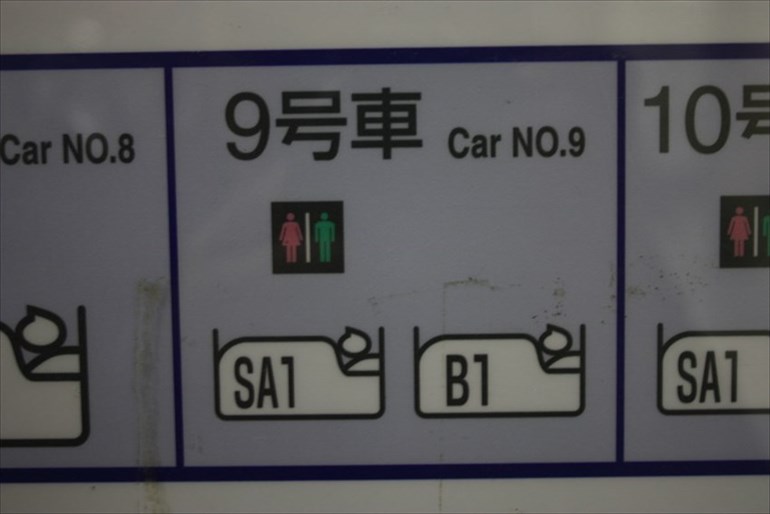 Car NO.8
9号車 Car NO.9
10号
SA1
B1
SA1